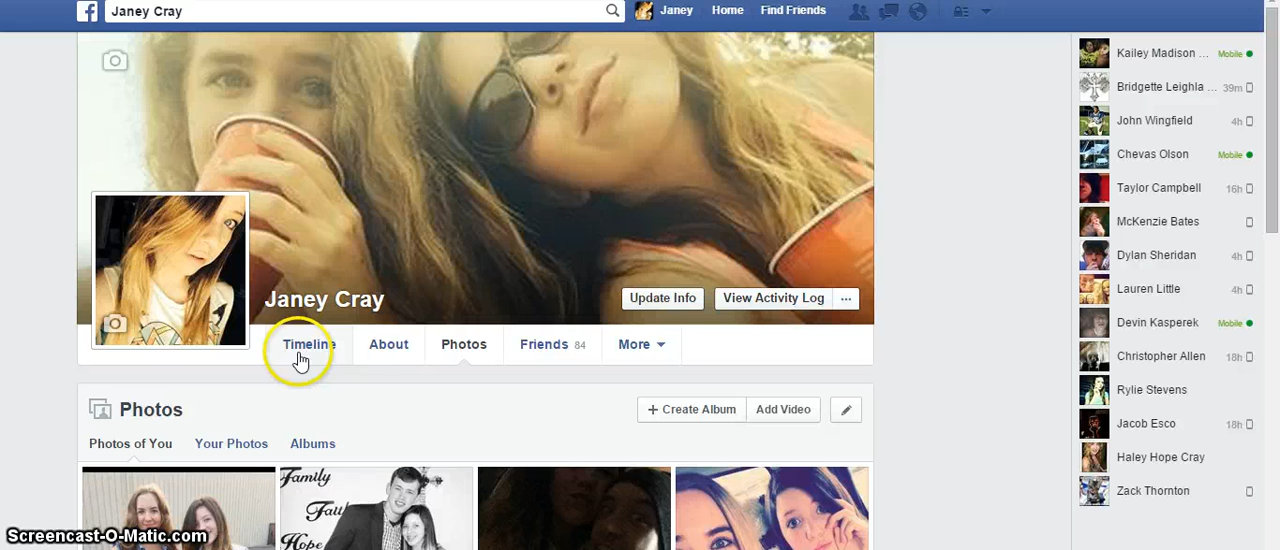 Janey Cray
Janey Home Find Friends
Janey Cray
Update Info View Activity Log ...
Timeline About Photos Friends 84 More
Photos
+ Create Album Add Video
Photos of You Your Photos Albums
Family
Faith
Hope
Kailey Madison ... Mobile
Bridgette Leighla ... 39m
John Wingfield 4h
Chevas Olson Mobile
Taylor Campbell 16h
McKenzie Bates
Dylan Sheridan 4h
Lauren Little 4h
Devin Kasperek Mobile
Christopher Allen 18h
Rylie Stevens
Jacob Esco 18h
Haley Hope Cray
Zack Thornton
Screencast-O-Matic.com